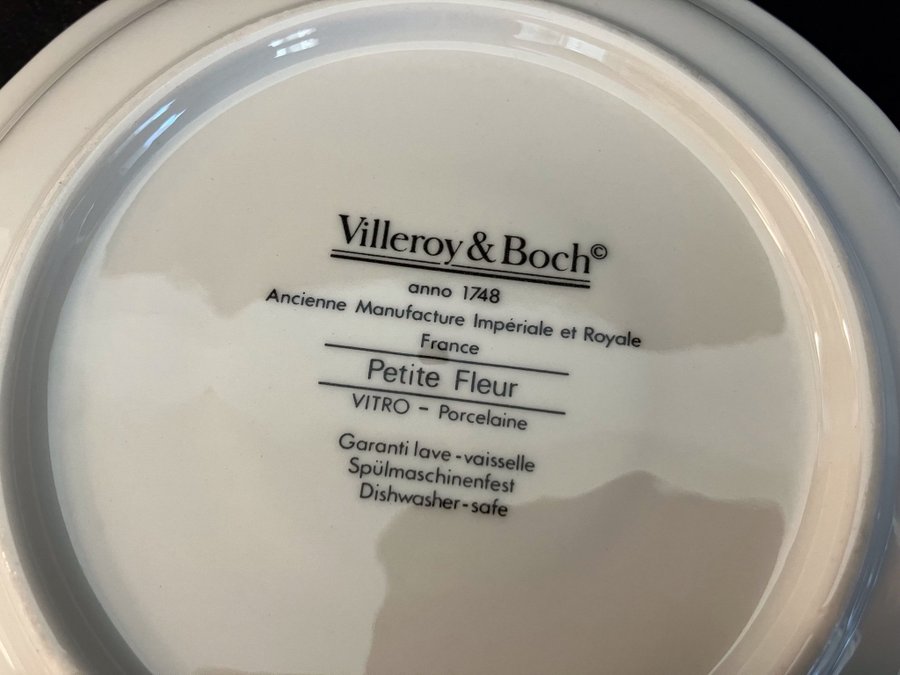 Villeroy & Boch©
anno 1748
Ancienne Manufacture Impériale et Royale
France
Petite Fleur
VITRO - Porcelaine
Garanti lave-vaisselle
Spülmaschinenfest
Dishwasher-safe